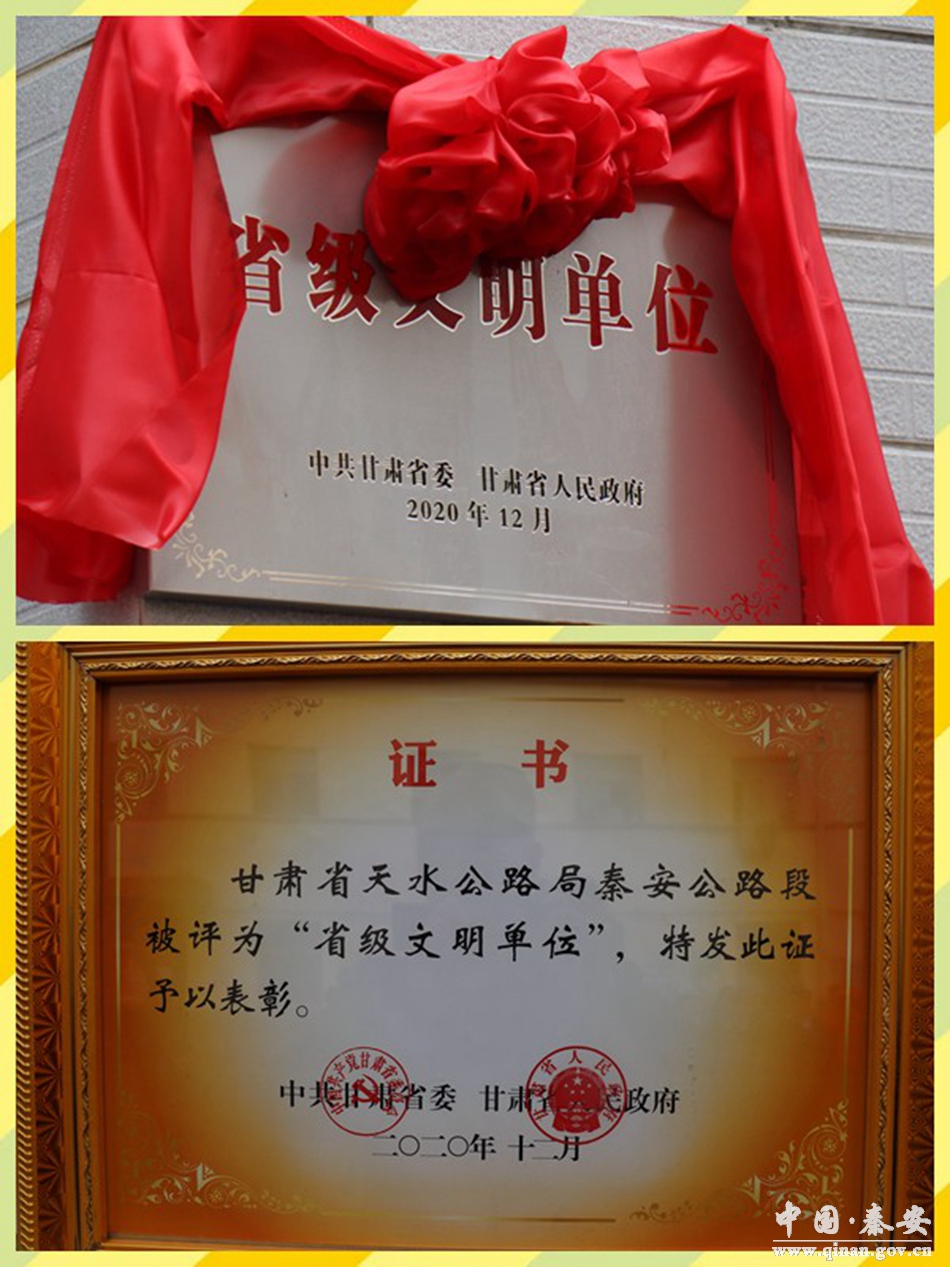 省级文明单位
中共甘肃省委 甘肃省人民政府
2020年12月
证 书
甘肃省天水公路局秦安公路段
被评为“省级文明单位”，特发此证
予以表彰。
中共甘肃省委 甘肃省人民政府
二〇二〇年十二月
中国·秦安
www.qinan.gov.cn